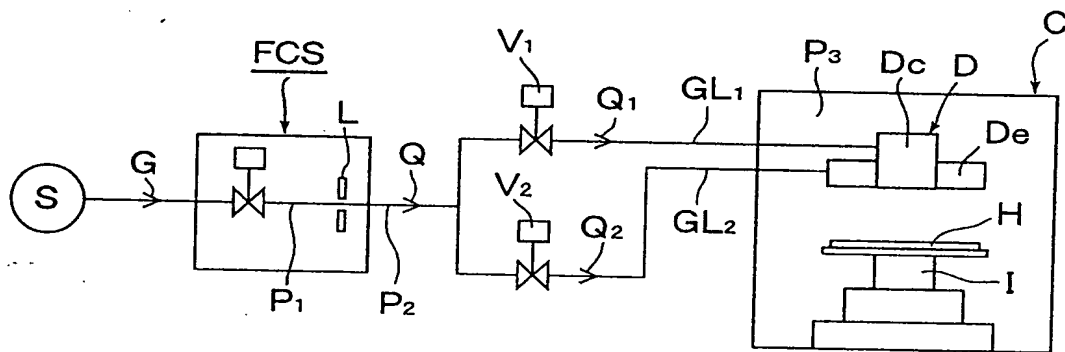 FCS
V₁
C
P₃
Dc
D
L
Q₁
GL₁
De
G
Q
S
V₂
Q₂
GL₂
H
P₁
P₂
I